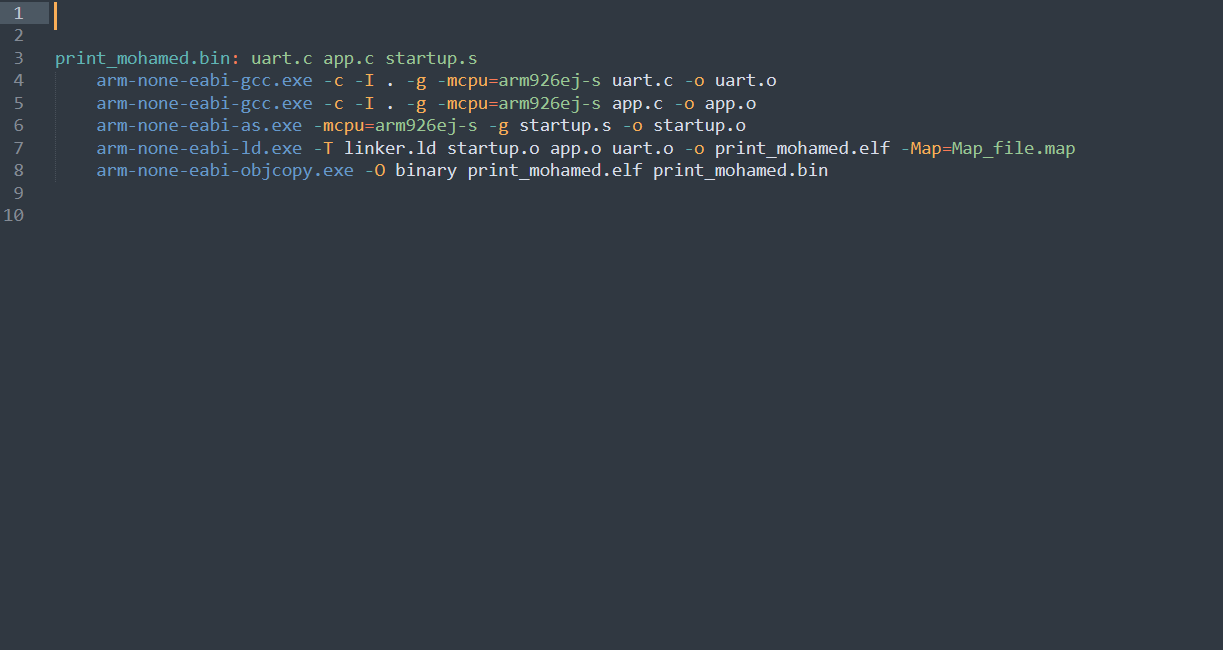 1
2
3 print_mohamed.bin: uart.c app.c startup.s
4 arm-none-eabi-gcc.exe -c -I . -g -mcpu=arm926ej-s uart.c -o uart.o
5 arm-none-eabi-gcc.exe -c -I . -g -mcpu=arm926ej-s app.c -o app.o
6 arm-none-eabi-as.exe -mcpu=arm926ej-s -g startup.s -o startup.o
7 arm-none-eabi-ld.exe -T linker.ld startup.o app.o uart.o -o print_mohamed.elf -Map=Map_file.map
8 arm-none-eabi-objcopy.exe -O binary print_mohamed.elf print_mohamed.bin
9
10